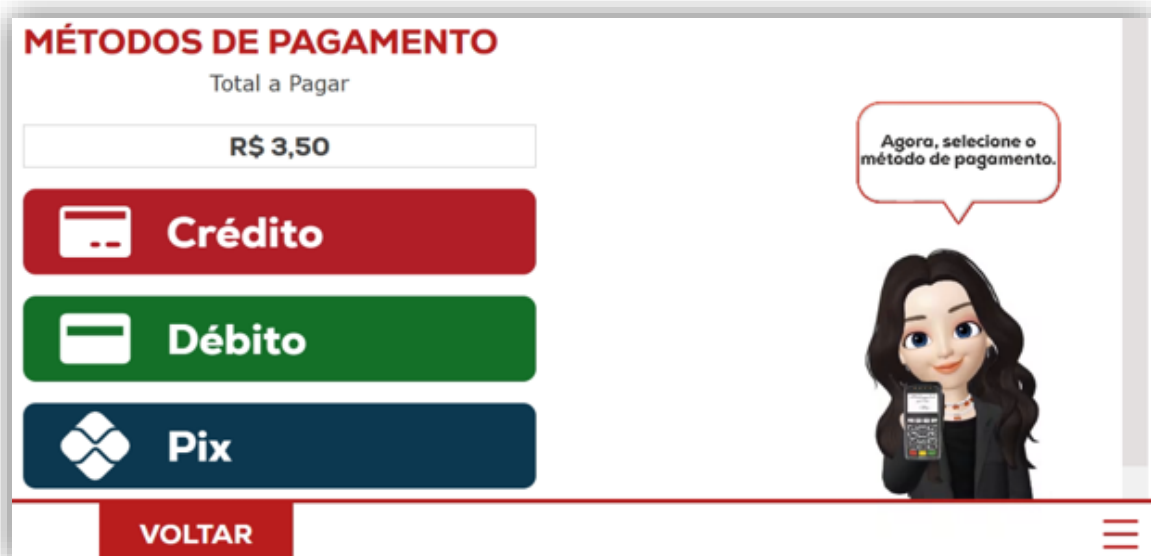 MÉTODOS DE PAGAMENTO
Total a Pagar
R$ 3,50
Agora, selecione o
método de pagamento.
Crédito
Débito
Pix
VOLTAR